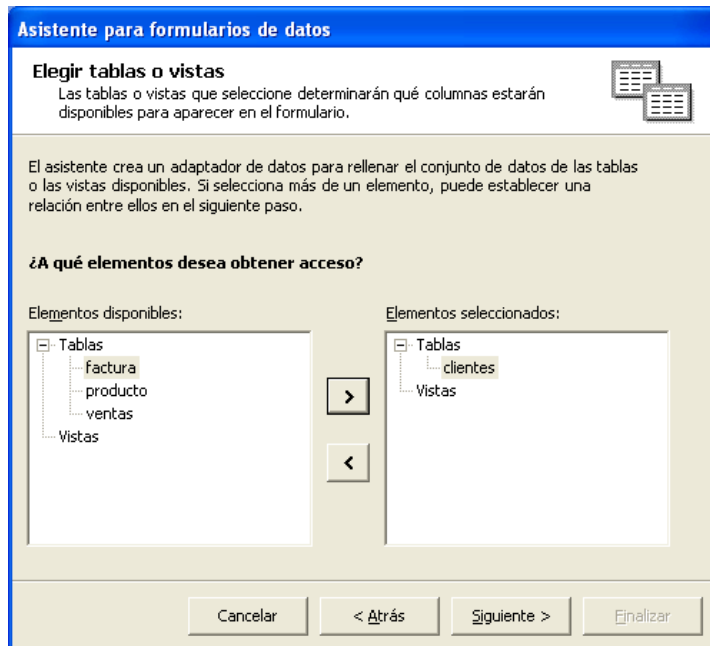 Asistente para formularios de datos
Elegir tablas o vistas
Las tablas o vistas que seleccione determinarán qué columnas estarán
disponibles para aparecer en el formulario.
El asistente crea un adaptador de datos para rellenar el conjunto de datos de las tablas
o las vistas disponibles. Si selecciona más de un elemento, puede establecer una
relación entre ellos en el siguiente paso.
¿A qué elementos desea obtener acceso?
Elementos disponibles:
Tablas
factura
producto
ventas
Vistas
>
<
Elementos seleccionados:
Tablas
clientes
Vistas
Cancelar
< Atrás
Siguiente >
Finalizar